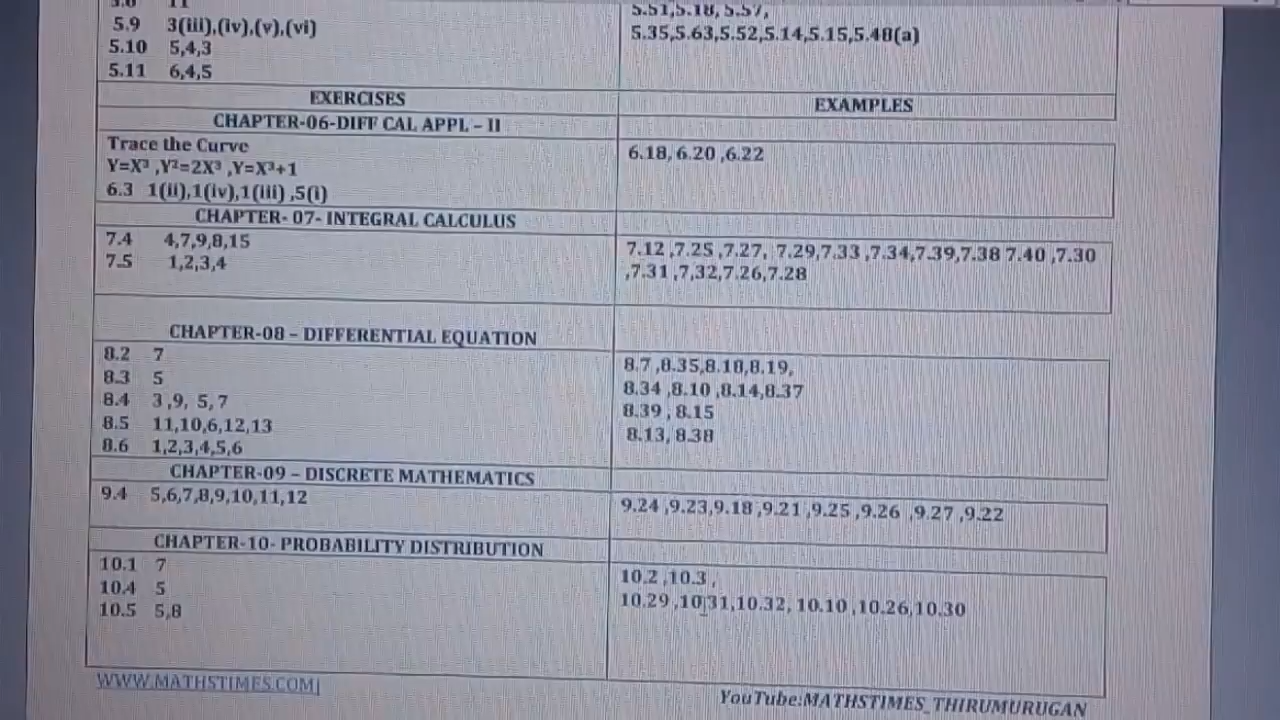 5.9 3(iii),(iv),(v),(vi)
5.10 5,4,3
5.11 6,4,5
5.51,5.18, 5.57,
5.35,5.63,5.52,5.14,5.15,5.48(a)
EXERCISES
EXAMPLES
CHAPTER-06-DIFF CAL APPL – II
Trace the Curve
Y=X³ ,Y²=2X³ ,Y=X³+1
6.3 1(ii),1(iv),1(iii) ,5(i)
6.18, 6.20 ,6.22
CHAPTER- 07- INTEGRAL CALCULUS
7.4 4,7,9,8,15
7.5 1,2,3,4
7.12 ,7.25 ,7.27, 7.29,7.33 ,7.34,7.39,7.38 7.40 ,7.30
,7.31 ,7,32,7.26,7.28
CHAPTER-08 – DIFFERENTIAL EQUATION
8.2 7
8.3 5
8.4 3 ,9, 5, 7
8.5 11,10,6,12,13
8.6 1,2,3,4,5,6
8.7 ,8.35,8.18,8.19,
8.34 ,8.10 ,8.14,8.37
8.39 , 8.15
8.13, 8.38
CHAPTER-09 – DISCRETE MATHEMATICS
9.4 5,6,7,8,9,10,11,12
9.24 ,9.23,9.18 ,9.21 ,9.25 ,9.26 ,9.27 ,9.22
CHAPTER-10- PROBABILITY DISTRIBUTION
10.1 7
10.4 5
10.5 5,8
10.2 ,10.3 ,
10.29 ,10.31,10.32, 10.10 ,10.26,10.30
WWW.MATHSTIMES.COM
YouTube:MATHSTIMES_THIRUMURUGAN